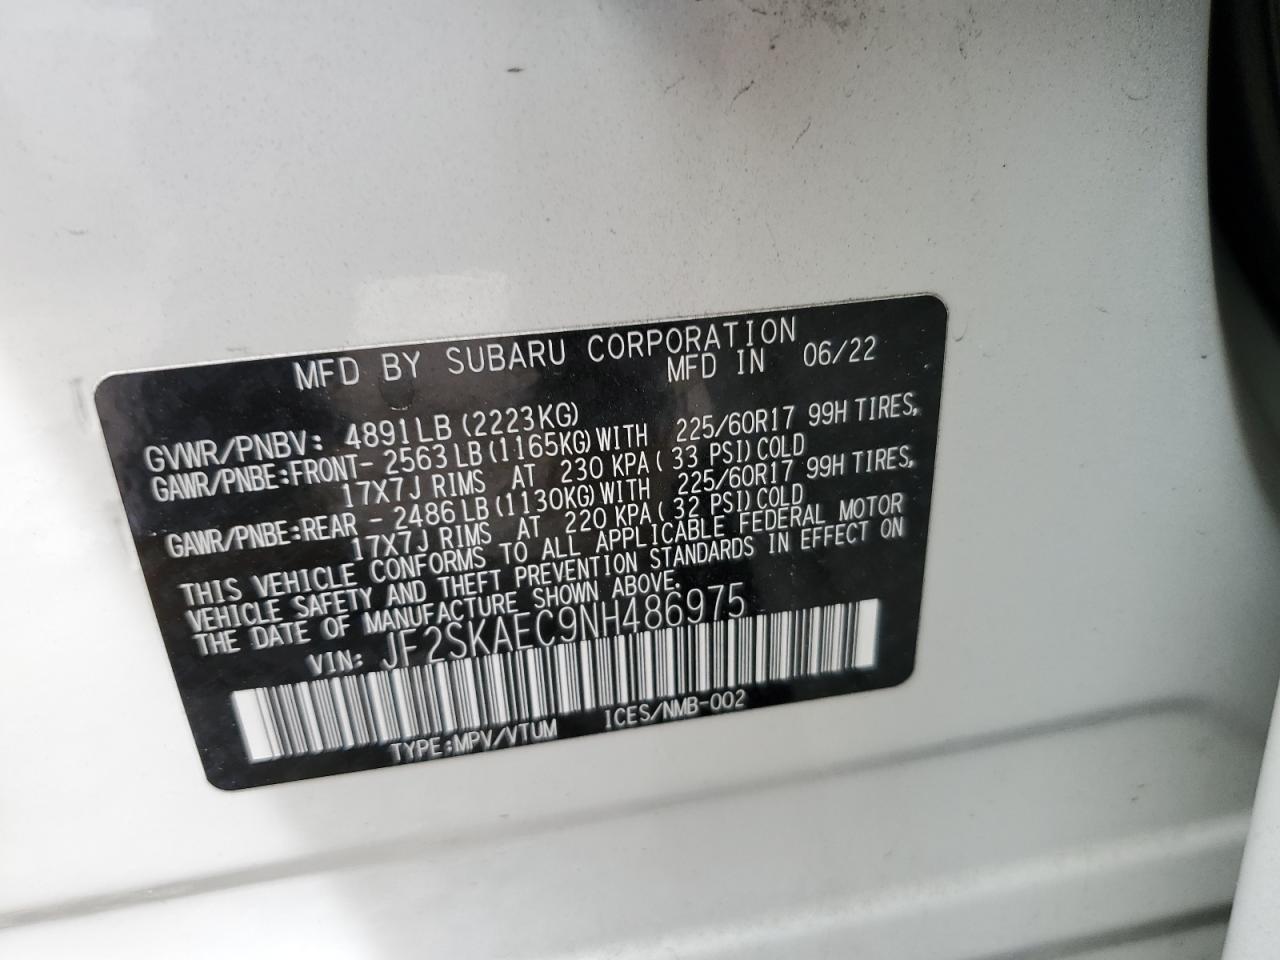 MFD BY SUBARU CORPORATION
MFD IN 06/22
GVWR/PNBV: 4891LB (2223KG)
GAWR/PNBE:FRONT- 2563LB (1165KG) WITH 225/60R17 99H TIRES,
17X7J RIMS AT 230 KPA( 33 PSI) COLD
GAWR/PNBE:REAR - 2486LB (1130KG) WITH 225/60R17 99H TIRES,
17X7J RIMS AT 220 KPA( 32 PSI) COLD
THIS VEHICLE CONFORMS TO ALL APPLICABLE FEDERAL MOTOR
VEHICLE SAFETY AND THEFT PREVENTION STANDARDS IN EFFECT ON
THE DATE OF MANUFACTURE SHOWN ABOVE.
VIN: JF2SKAEC9NH486975
TYPE:MPV/VTUM ICES/NMB-002